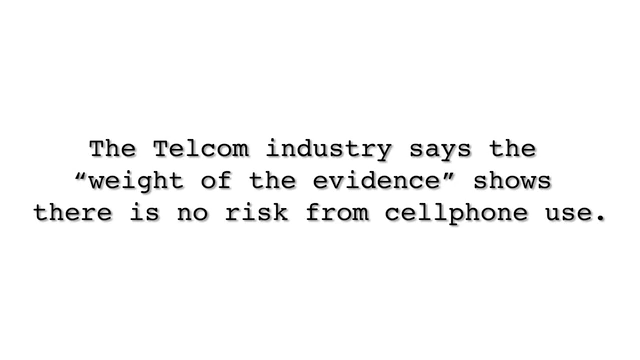 The Telcom industry says the
“weight of the evidence” shows
there is no risk from cellphone use.